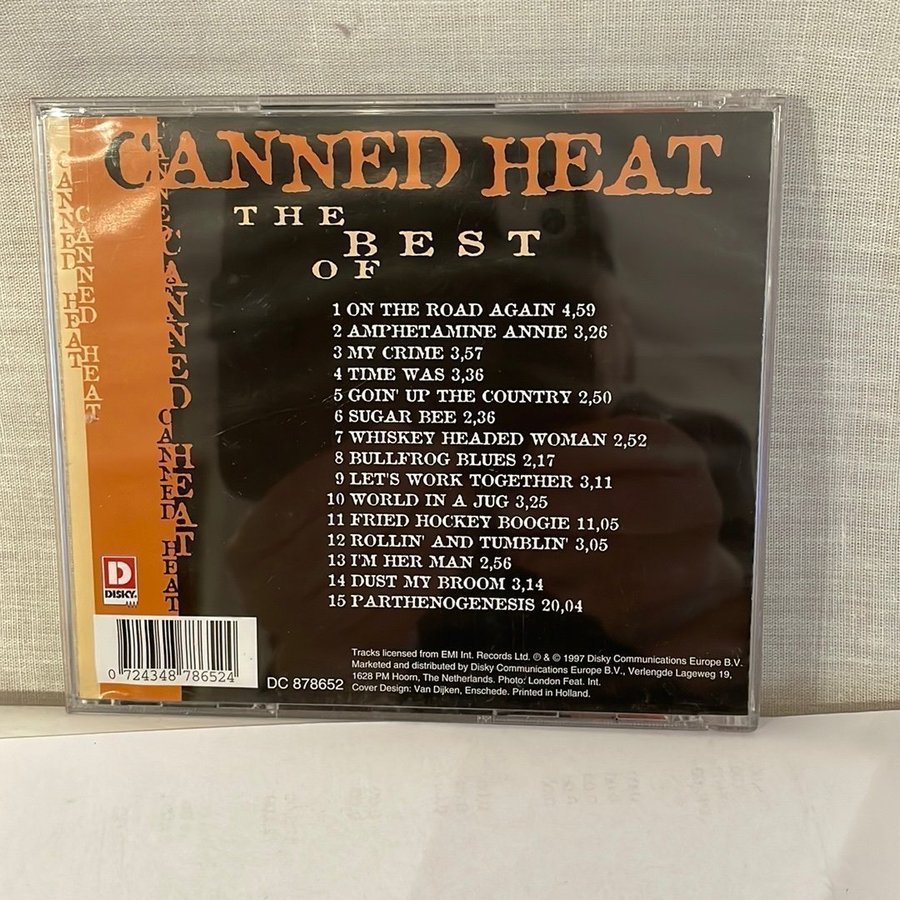 CANNED HEAT
THE
BEST
OF
1 ON THE ROAD AGAIN 4,59
2 AMPHETAMINE ANNIE 3,26
3 MY CRIME 3,57
4 TIME WAS 3,36
5 GOIN' UP THE COUNTRY 2,50
6 SUGAR BEE 2,36
7 WHISKEY HEADED WOMAN 2,52
8 BULLFROG BLUES 2,17
9 LET'S WORK TOGETHER 3,11
10 WORLD IN A JUG 3,25
11 FRIED HOCKEY BOOGIE 11,05
12 ROLLIN' AND TUMBLIN' 3,05
13 I'M HER MAN 2,56
14 DUST MY BROOM 3,14
15 PARTHENOGENESIS 20,04
CANNED HEAT
CANNED HEAT
CANNED HEAT
CANNED HEAT
D
DISKY
0 724348 786524
DC 878652
Tracks licensed from EMI Int. Records Ltd. ℗ & © 1997 Disky Communications Europe B.V.
Marketed and distributed by Disky Communications Europe B.V., Verlengde Lageweg 19,
1628 PM Hoorn, The Netherlands. Photo: London Feat. Int.
Cover Design: Van Dijken, Enschede. Printed in Holland.